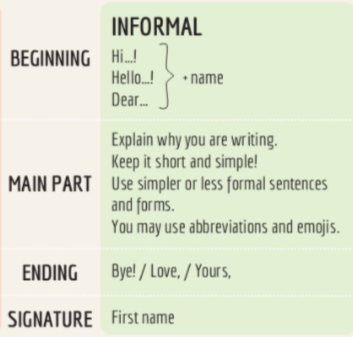 INFORMAL
BEGINNING
Hi...!
Hello...!
Dear...
+ name
MAIN PART
Explain why you are writing.
Keep it short and simple!
Use simpler or less formal sentences
and forms.
You may use abbreviations and emojis.
ENDING
Bye! / Love, / Yours,
SIGNATURE
First name